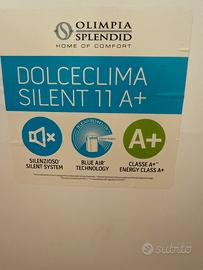 OLIMPIA
SPLENDID
HOME OF COMFORT
DOLCECLIMA
SILENT 11 A+
A+
SILENZIOSO
SILENT SYSTEM
BLUE AIR
TECHNOLOGY
CLASSE A+
ENERGY CLASS A+
subito